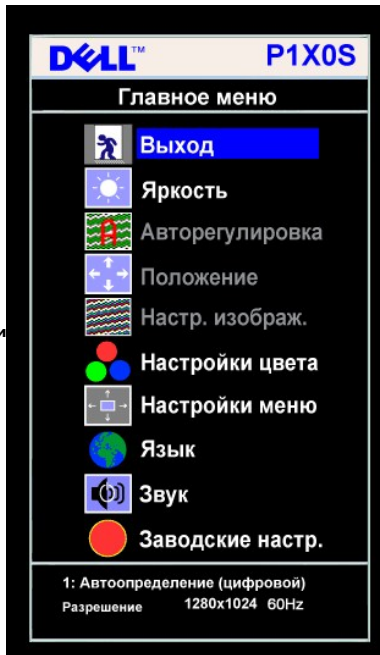 DELL™ P1X0S
Главное меню
Выход
Яркость
Авторегулировка
Положение
Настр. изображ.
и
Настройки цвета
Настройки меню
Язык
Звук
Заводские настр.
1: Автоопределение (цифровой)
Разрешение 1280x1024 60Hz